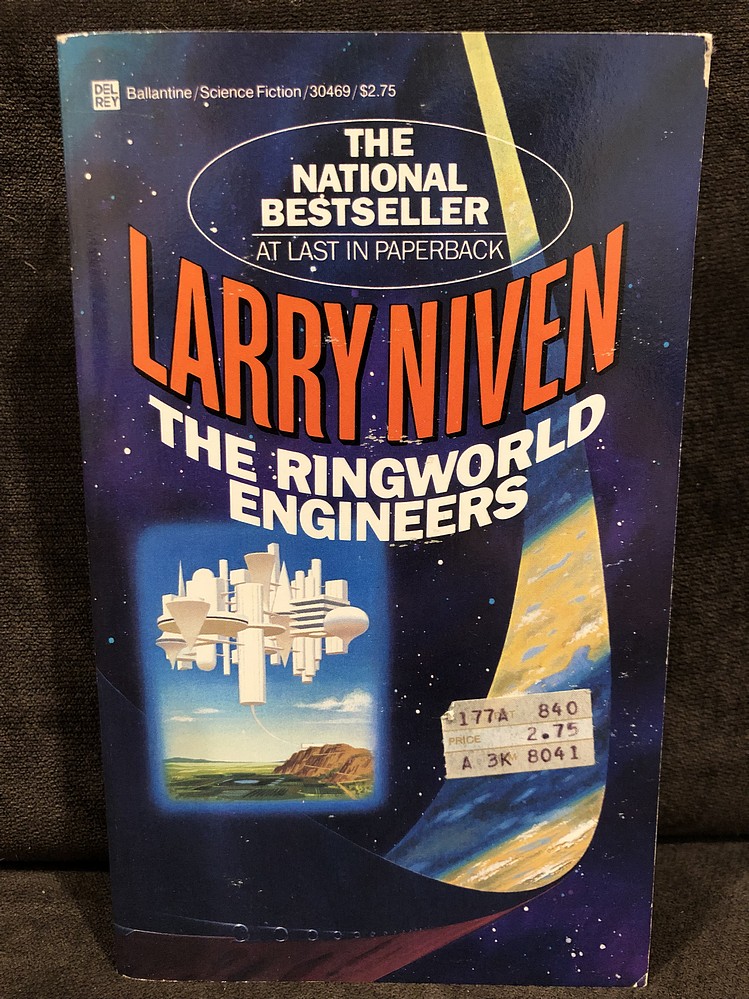 DEL
REY
Ballantine/Science Fiction/30469/$2.75
THE
NATIONAL
BESTSELLER
AT LAST IN PAPERBACK
LARRY NIVEN
THE RINGWORLD
ENGINEERS
177A 840
PRICE 2.75
A 3K 8041